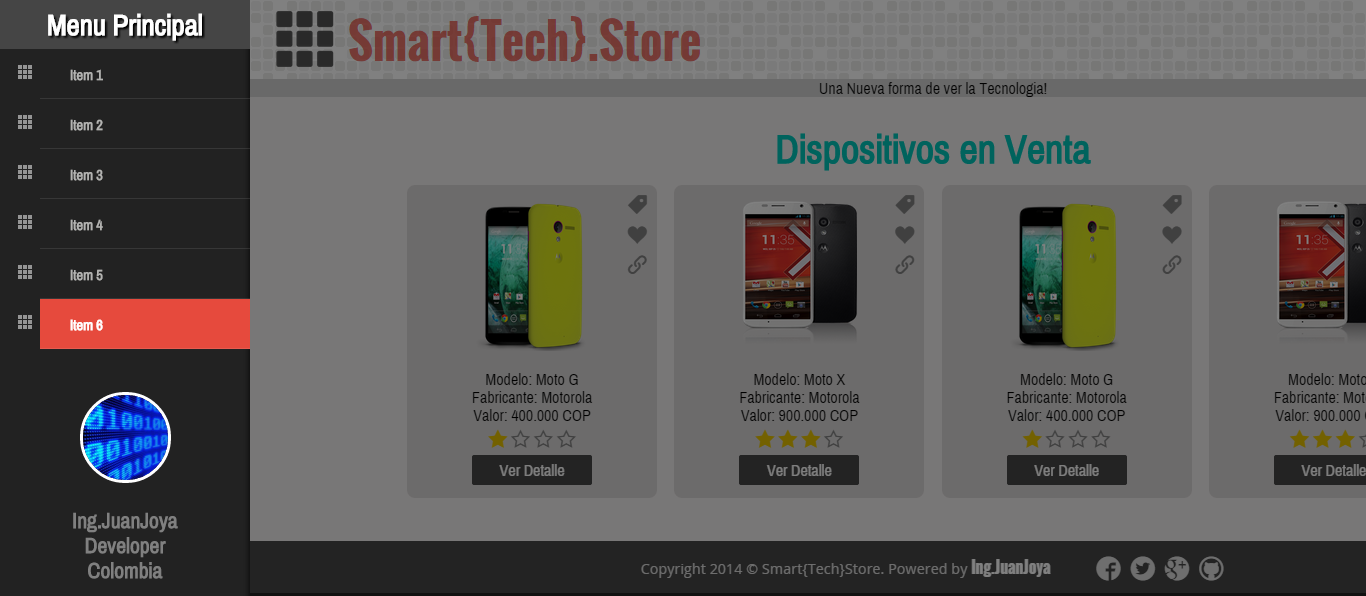 Menu Principal
Item 1
Item 2
Item 3
Item 4
Item 5
Item 6
Ing.JuanJoya
Developer
Colombia
Smart{Tech}.Store
Una Nueva forma de ver la Tecnologia!
Dispositivos en Venta
Modelo: Moto G
Fabricante: Motorola
Valor: 400.000 COP
Ver Detalle
Modelo: Moto X
Fabricante: Motorola
Valor: 900.000 COP
Ver Detalle
Modelo: Moto G
Fabricante: Motorola
Valor: 400.000 COP
Ver Detalle
Modelo: Moto
Fabricante: Moto
Valor: 900.000
Ver Detalle
Copyright 2014 © Smart{Tech}Store. Powered by Ing.JuanJoya